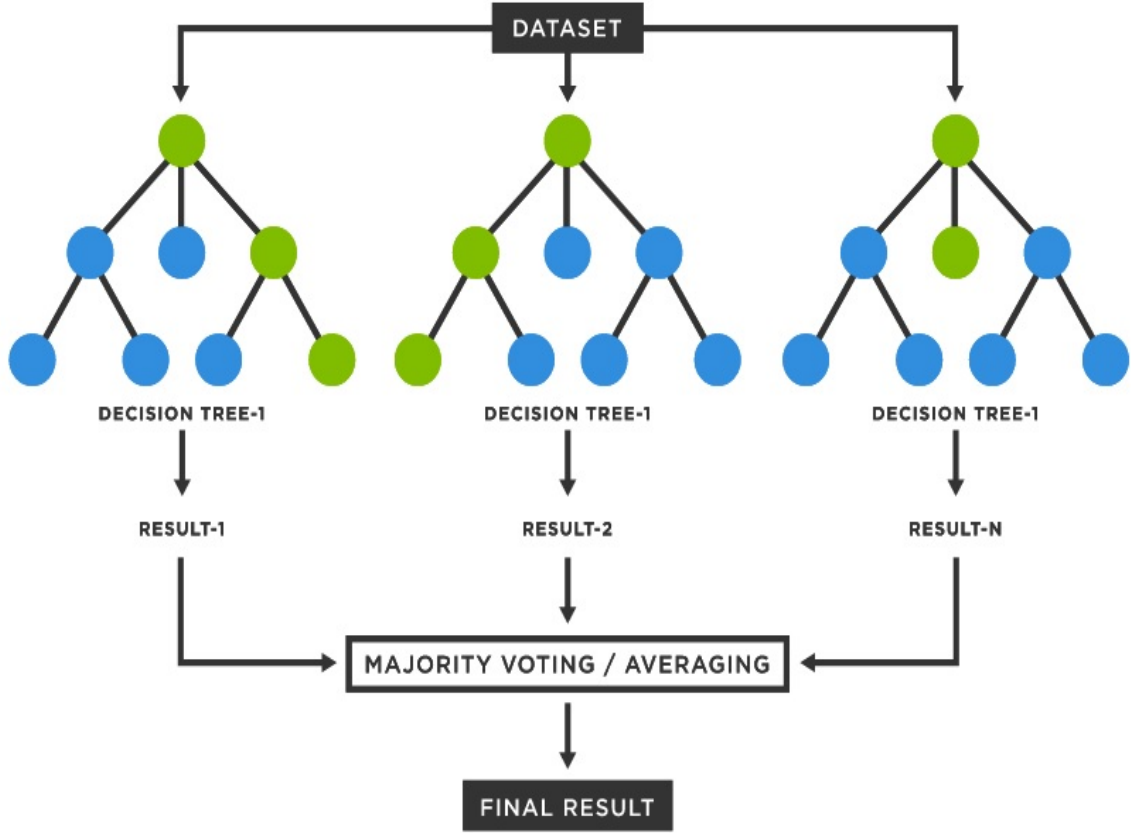 DATASET
DECISION TREE-1
DECISION TREE-1
DECISION TREE-1
RESULT-1
RESULT-2
RESULT-N
MAJORITY VOTING / AVERAGING
FINAL RESULT